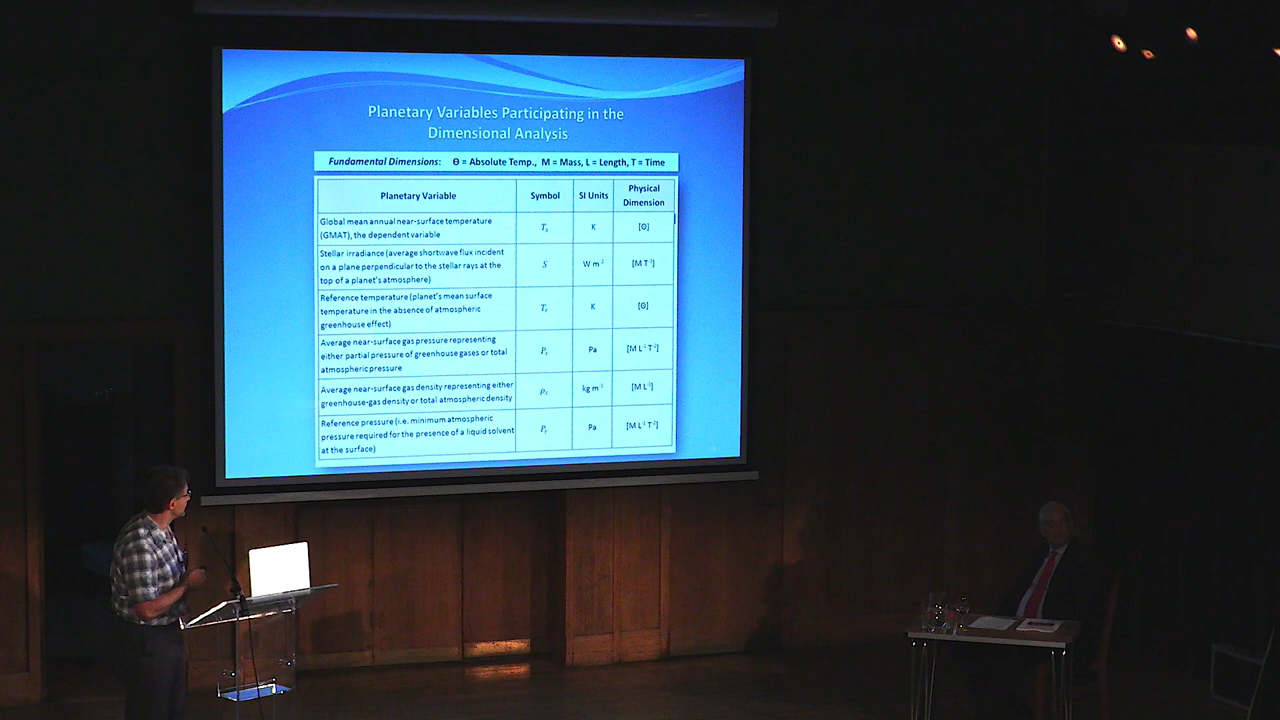 Planetary Variables Participating in the
Dimensional Analysis
Fundamental Dimensions: Θ = Absolute Temp., M = Mass, L = Length, T = Time
Planetary Variable Symbol SI Units Physical Dimension
Global mean annual near-surface temperature
(GMAT), the dependent variable
Tₛ K [Θ]
Stellar irradiance (average shortwave flux incident
on a plane perpendicular to the stellar rays at the
top of a planet's atmosphere)
S W m⁻² [M T⁻³]
Reference temperature (planet's mean surface
temperature in the absence of atmospheric
greenhouse effect)
Tᵣ K [Θ]
Average near-surface gas pressure representing
either partial pressure of greenhouse gases or total
atmospheric pressure
Pₓ Pa [M L⁻¹ T⁻²]
Average near-surface gas density representing either
greenhouse-gas density or total atmospheric density
ρₓ kg m⁻³ [M L⁻³]
Reference pressure (i.e. minimum atmospheric
pressure required for the presence of a liquid solvent
at the surface)
Pᵣ Pa [M L⁻¹ T⁻²]